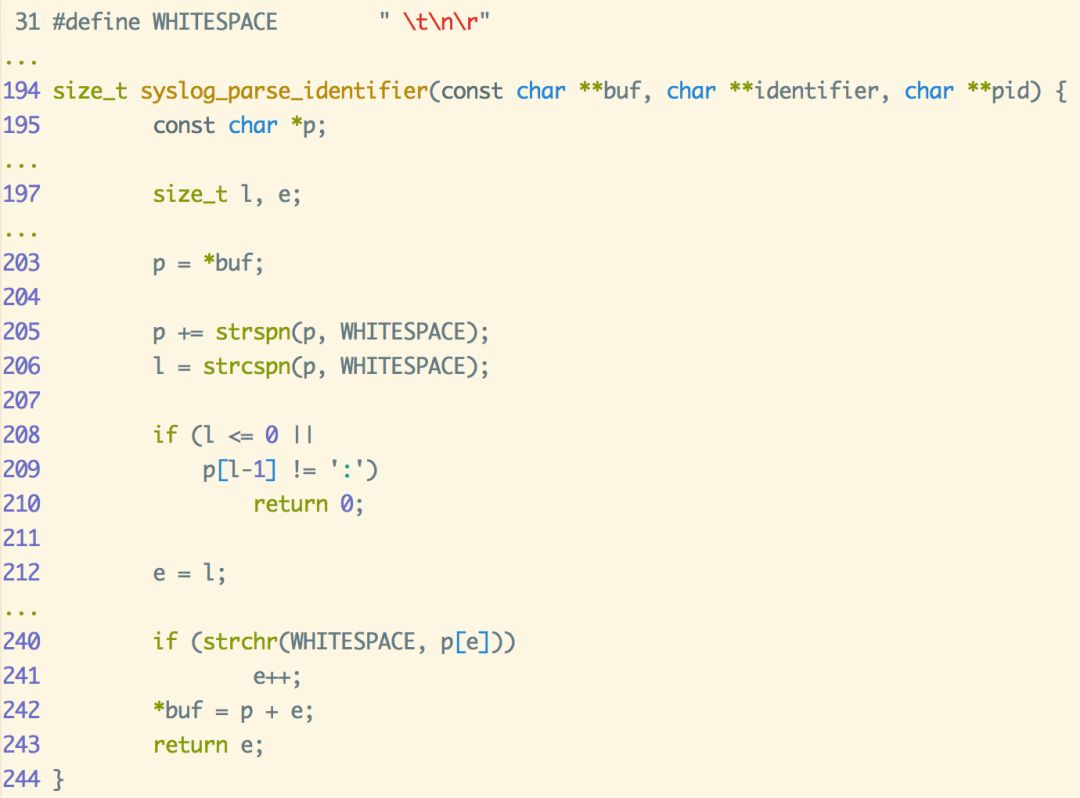 31 #define WHITESPACE        " \t\n\r"
...
194 size_t syslog_parse_identifier(const char **buf, char **identifier, char **pid) {
195         const char *p;
...
197         size_t l, e;
...
203         p = *buf;
204
205         p += strspn(p, WHITESPACE);
206         l = strcspn(p, WHITESPACE);
207
208         if (l <= 0 ||
209             p[l-1] != ':')
210                 return 0;
211
212         e = l;
...
240         if (strchr(WHITESPACE, p[e]))
241                 e++;
242         *buf = p + e;
243         return e;
244 }